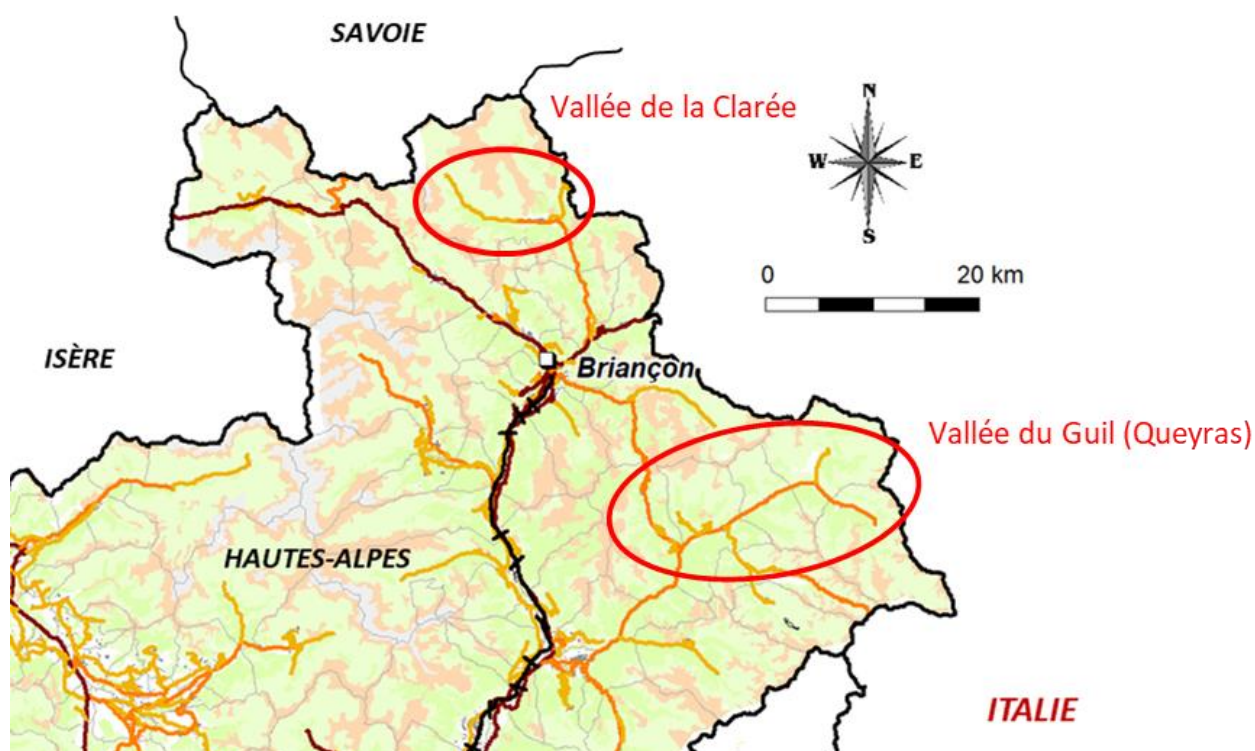 SAVOIE
Vallée de la Clarée
N
W E
S
0 20 km
ISÈRE
Briançon
Vallée du Guil (Queyras)
HAUTES-ALPES
ITALIE